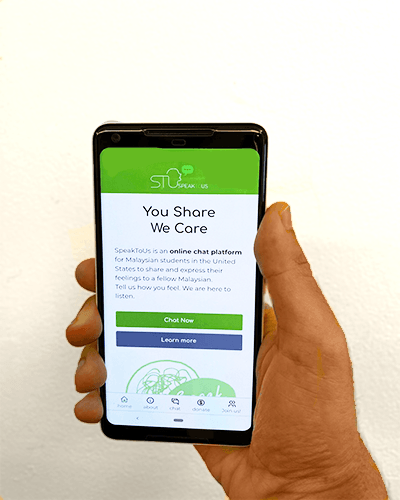 STU
SPEAKTOUS
You Share
We Care
SpeakToUs is an online chat platform
for Malaysian students in the United
States to share and express their
feelings to a fellow Malaysian.
Tell us how you feel. We are here to
listen.
Chat Now
Learn more
home about chat donate Join us!